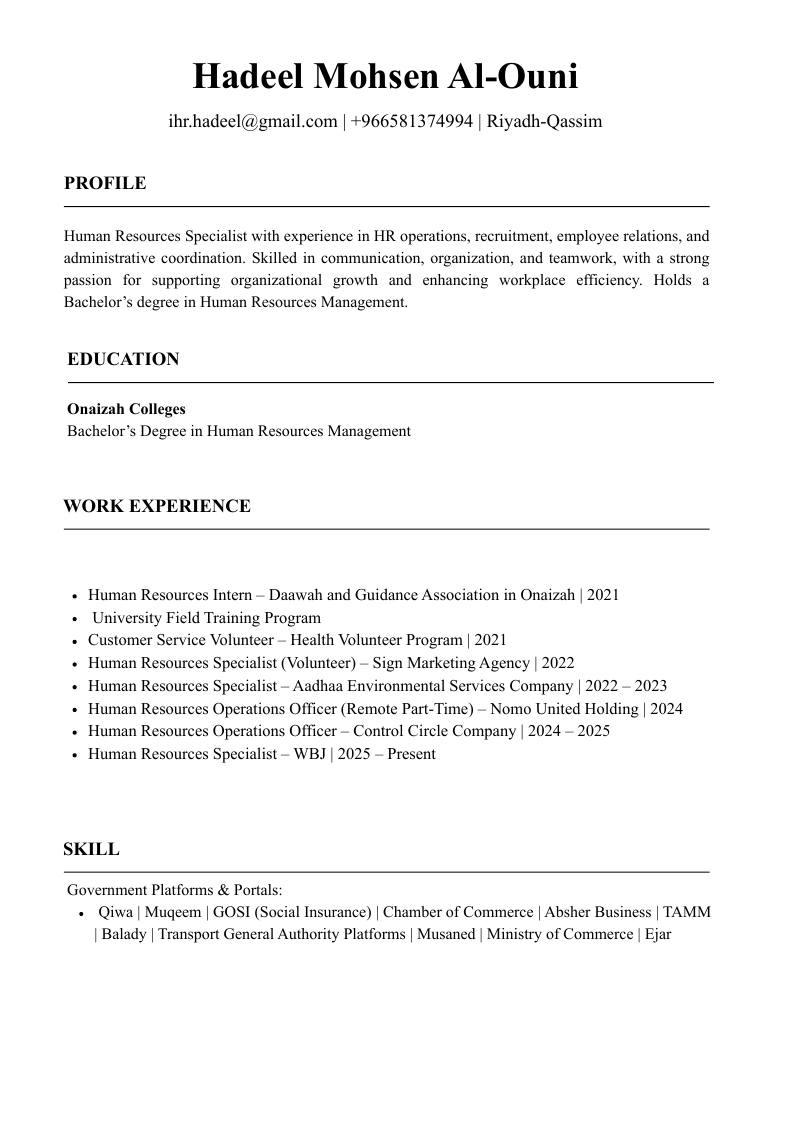 Hadeel Mohsen Al-Ouni
ihr.hadeel@gmail.com | +966581374994 | Riyadh-Qassim
PROFILE
Human Resources Specialist with experience in HR operations, recruitment, employee relations, and
administrative coordination. Skilled in communication, organization, and teamwork, with a strong
passion for supporting organizational growth and enhancing workplace efficiency. Holds a
Bachelor’s degree in Human Resources Management.
EDUCATION
Onaizah Colleges
Bachelor’s Degree in Human Resources Management
WORK EXPERIENCE
• Human Resources Intern – Daawah and Guidance Association in Onaizah | 2021
• University Field Training Program
• Customer Service Volunteer – Health Volunteer Program | 2021
• Human Resources Specialist (Volunteer) – Sign Marketing Agency | 2022
• Human Resources Specialist – Aadhaa Environmental Services Company | 2022 – 2023
• Human Resources Operations Officer (Remote Part-Time) – Nomo United Holding | 2024
• Human Resources Operations Officer – Control Circle Company | 2024 – 2025
• Human Resources Specialist – WBJ | 2025 – Present
SKILL
Government Platforms & Portals:
• Qiwa | Muqeem | GOSI (Social Insurance) | Chamber of Commerce | Absher Business | TAMM
| Balady | Transport General Authority Platforms | Musaned | Ministry of Commerce | Ejar